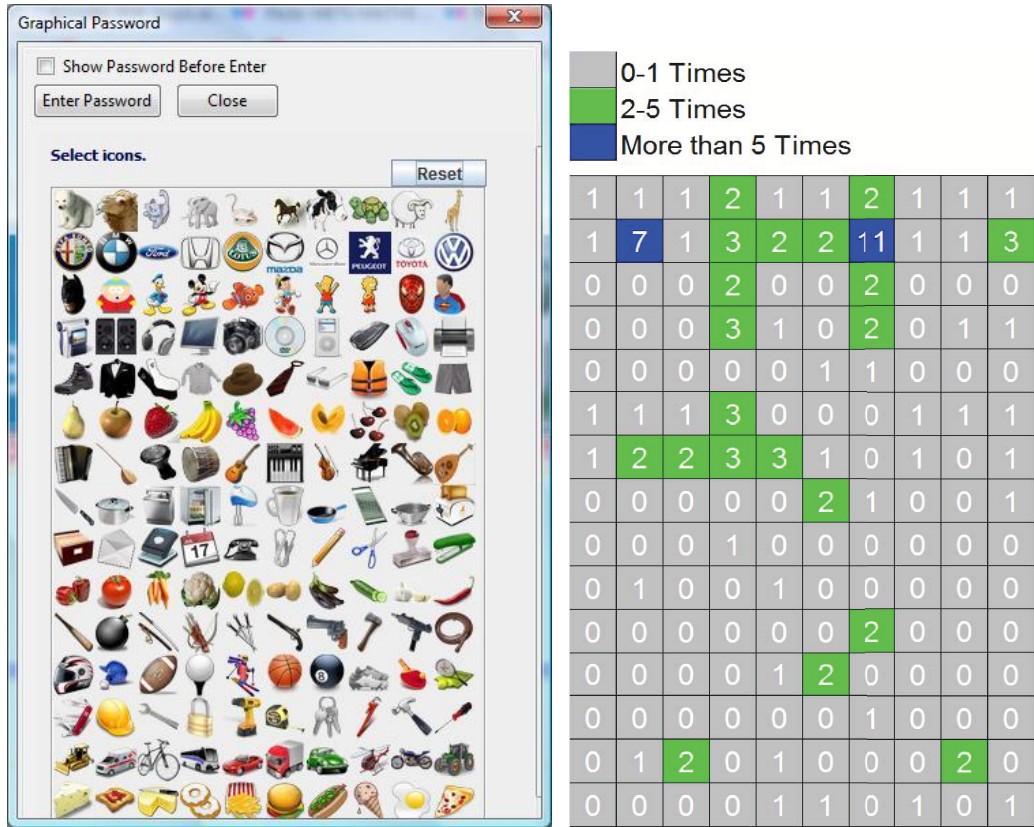 Graphical Password
X
Show Password Before Enter
Enter Password Close
Select icons.
Reset
Ford LOTUS mazda Mercedes-Benz PEUGEOT TOYOTA
DVD
17
8
0-1 Times
2-5 Times
More than 5 Times
1 1 1 2 1 1 2 1 1 1
1 7 1 3 2 2 11 1 1 3
0 0 0 2 0 0 2 0 0 0
0 0 0 3 1 0 2 0 1 1
0 0 0 0 0 1 1 0 0 0
1 1 1 3 0 0 0 1 1 1
1 2 2 3 3 1 0 1 0 1
0 0 0 0 0 2 1 0 0 1
0 0 0 1 0 0 0 0 0 0
0 1 0 0 1 0 0 0 0 0
0 0 0 0 0 0 2 0 0 0
0 0 0 0 1 2 0 0 0 0
0 0 0 0 0 0 1 0 0 0
0 1 2 0 1 0 0 0 2 0
0 0 0 0 1 1 0 1 0 1